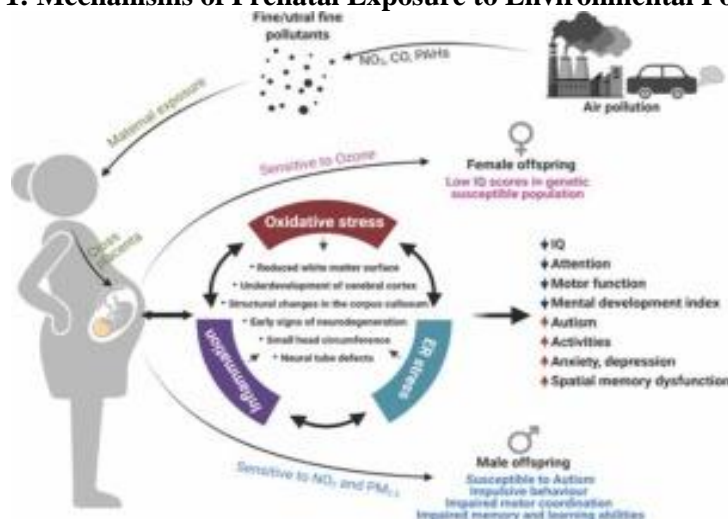 1: Mechanisms of Prenatal Exposure to Environmental Po
Fine/utral fine
pollutants
NO₂, CO, PAHs
Air pollution
Maternal exposure
Sensitive to Ozone
Female offspring
Low IQ scores in genetic
susceptible population
Cross
placenta
Oxidative stress
• Reduced white matter surface
• Underdevelopment of cerebral cortex
• Structural changes in the corpus callosum
• Early signs of neurodegeneration
• Small head circumference
• Neural tube defects
Inflammation
ER stress
IQ
Attention
Motor function
Mental development index
Autism
Activities
Anxiety, depression
Spatial memory dysfunction
Sensitive to NO₂ and PM₂.₅
Male offspring
Susceptible to Autism
Impulsive behaviour
Impaired motor coordination
Impaired memory and learning abilities